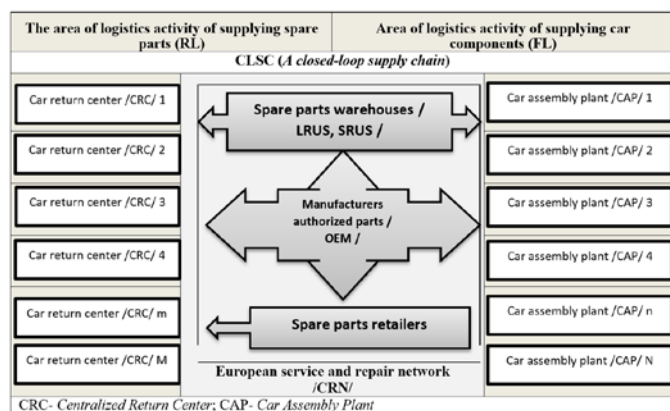 The area of logistics activity of supplying spare
parts (RL)
Area of logistics activity of supplying car
components (FL)
CLSC (A closed-loop supply chain)
Car return center /CRC/ 1
Car return center /CRC/ 2
Car return center /CRC/ 3
Car return center /CRC/ 4
Car return center /CRC/ m
Car return center /CRC/ M
Spare parts warehouses /
LRUS, SRUS /
Manufacturers
authorized parts /
OEM /
Spare parts retailers
European service and repair network
/CRN/
Car assembly plant /CAP/ 1
Car assembly plant /CAP/ 2
Car assembly plant /CAP/ 3
Car assembly plant /CAP/ 4
Car assembly plant /CAP/ n
Car assembly plant /CAP/ N
CRC- Centralized Return Center; CAP- Car Assembly Plant